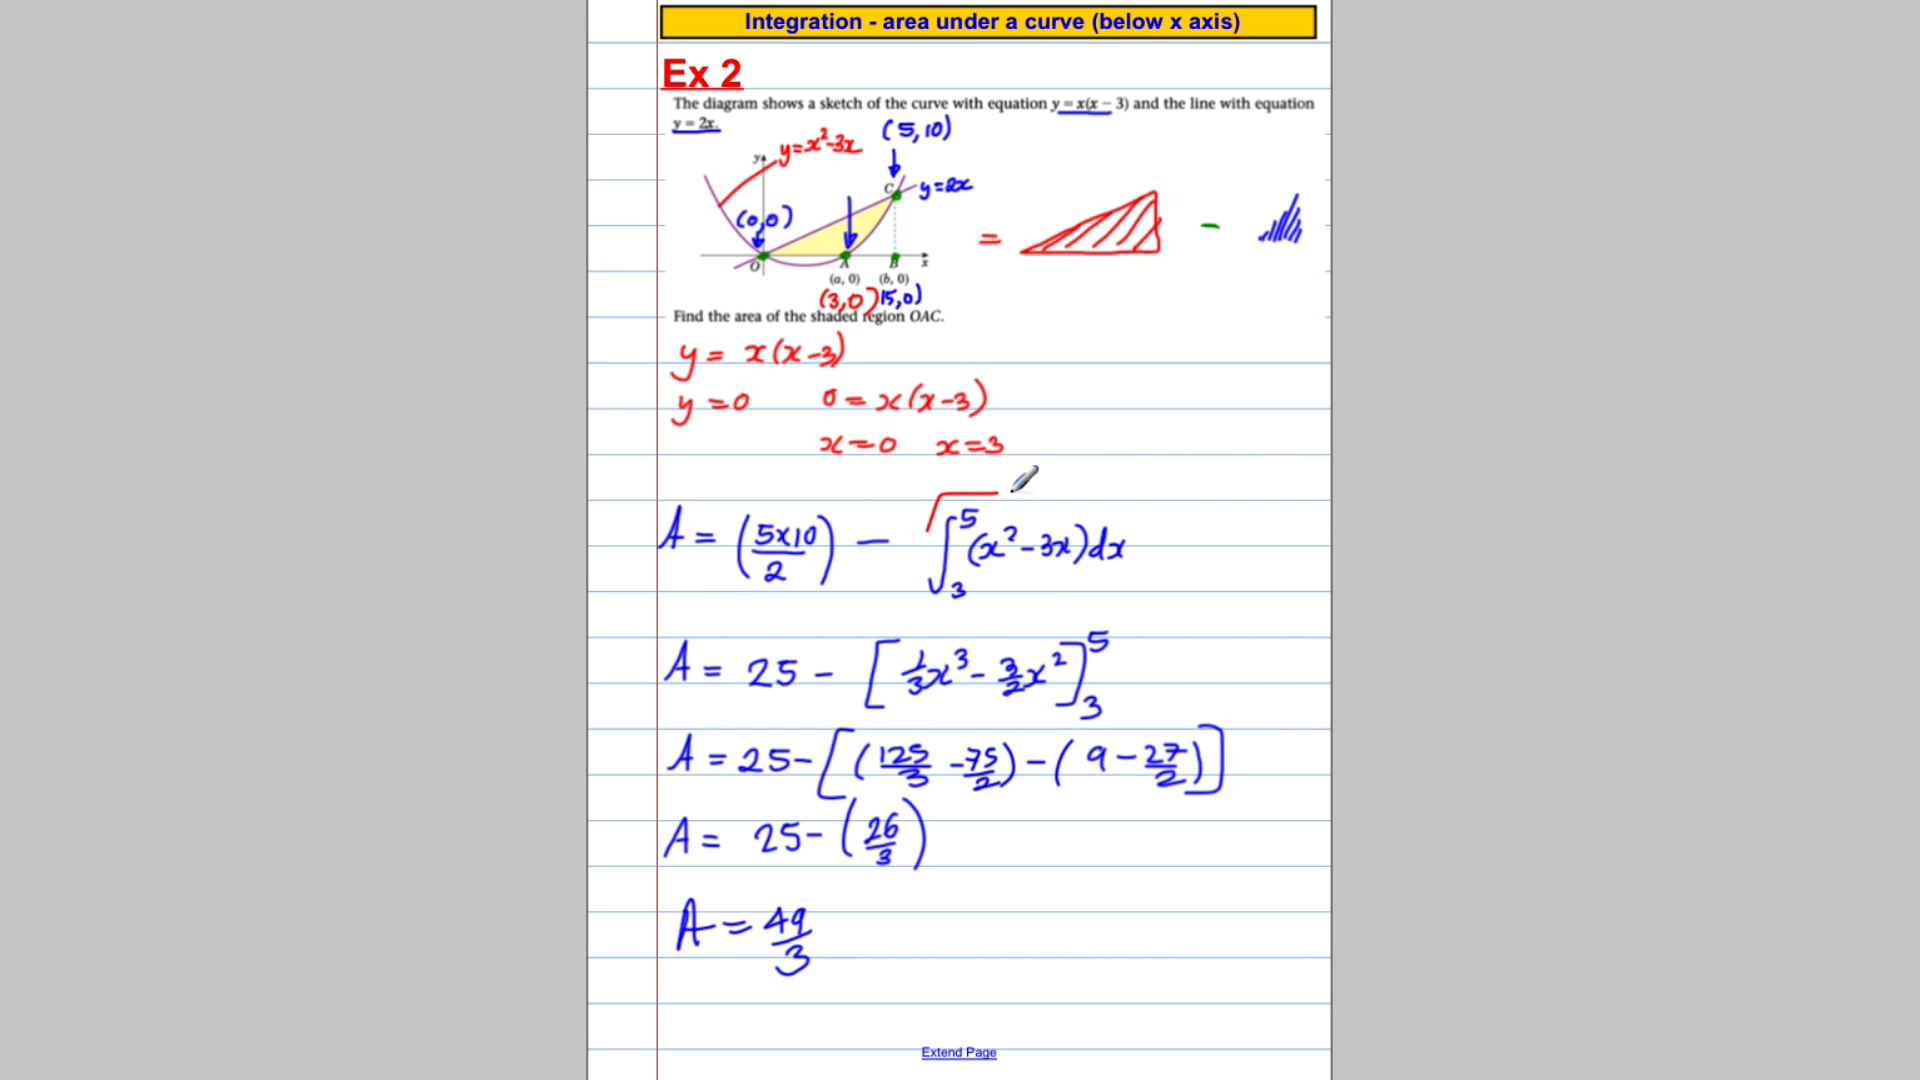 Integration - area under a curve (below x axis)
Ex 2
The diagram shows a sketch of the curve with equation y = x(x − 3) and the line with equation
y = 2x.
y=x²-3x
(5,10)
y
C
y=2x
(0,0)
=
-
O
A
B
x
(a, 0) (b, 0)
(3,0) (5,0)
Find the area of the shaded region OAC.
y = x(x-3)
y = 0 0 = x(x-3)
x=0 x=3
A = (5x10/2) - ∫₃⁵ (x²-3x)dx
A = 25 - [1/3x³ - 3/2x²]₃⁵
A = 25-[(125/3 - 75/2) - (9 - 27/2)]
A = 25-(26/3)
A = 49/3
Extend Page